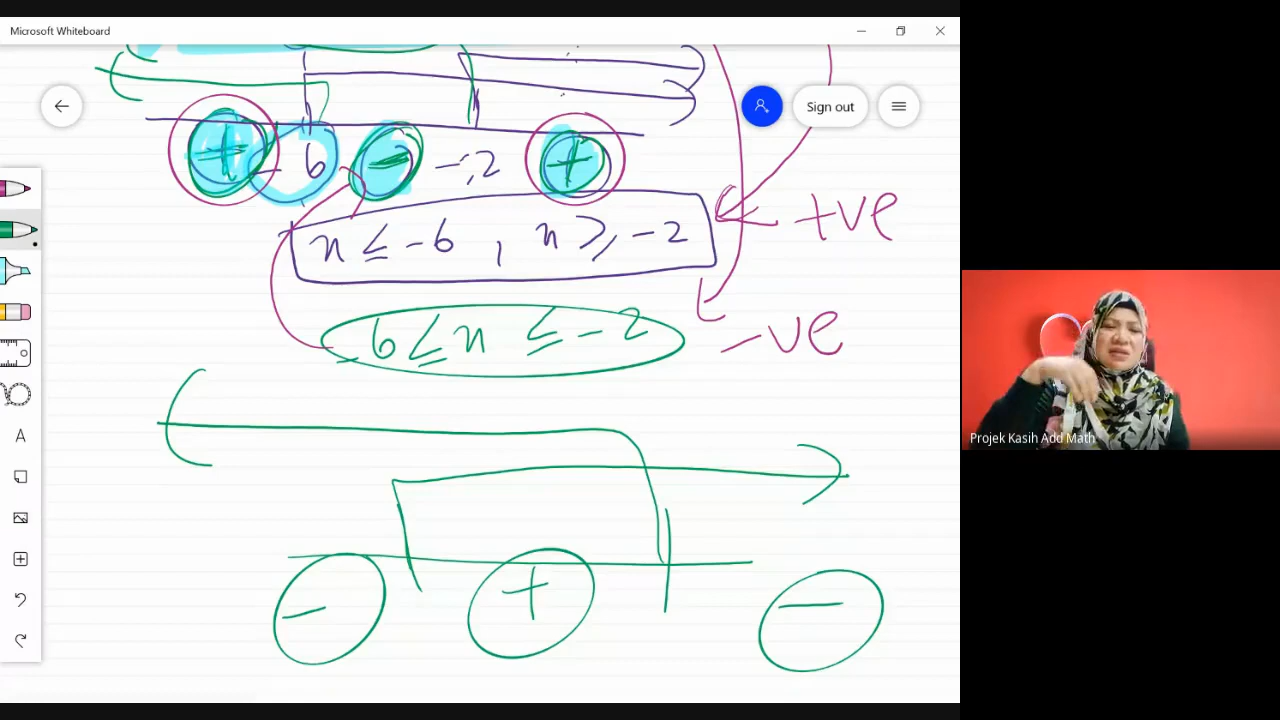 Microsoft Whiteboard
Sign out
+ - 6 - -2 +
+ve
x ≤ -6 , x ≥ -2
-6 ≤ x ≤ -2
-ve
A
Projek Kasih Add Math
- + -